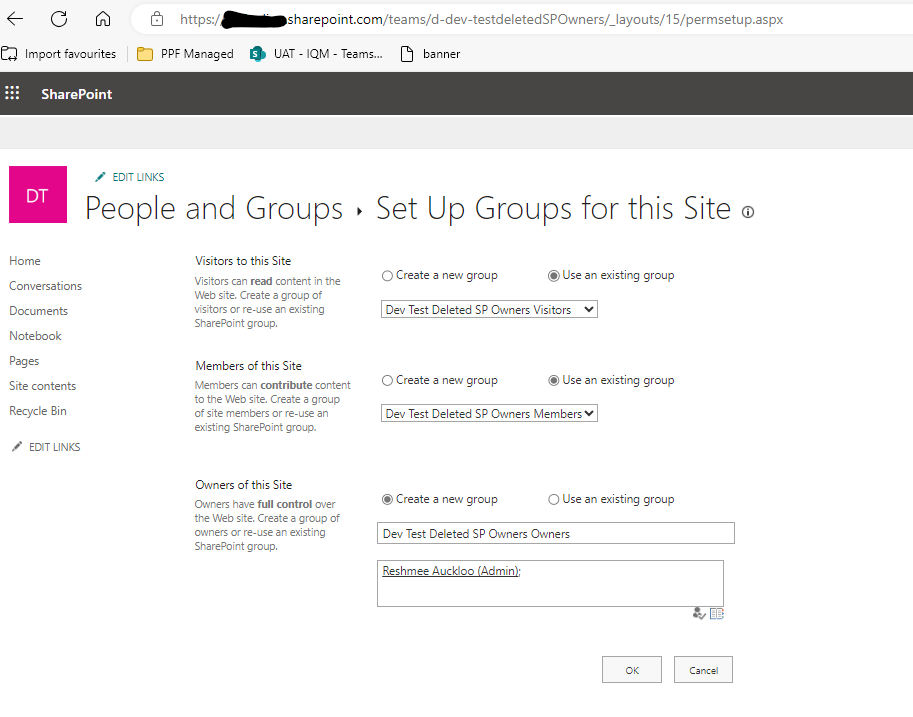 https:/ sharepoint.com/teams/d-dev-testdeletedSPOwners/_layouts/15/permsetup.aspx
Import favourites PPF Managed UAT - IQM - Teams... banner
SharePoint
EDIT LINKS
DT
People and Groups ▸ Set Up Groups for this Site
Home
Conversations
Documents
Notebook
Pages
Site contents
Recycle Bin
EDIT LINKS
Visitors to this Site
Visitors can read content in the
Web site. Create a group of
visitors or re-use an existing
SharePoint group.
Create a new group Use an existing group
Dev Test Deleted SP Owners Visitors
Members of this Site
Members can contribute content
to the Web site. Create a group
of site members or re-use an
existing SharePoint group.
Create a new group Use an existing group
Dev Test Deleted SP Owners Members
Owners of this Site
Owners have full control over
the Web site. Create a group of
owners or re-use an existing
SharePoint group.
Create a new group Use an existing group
Dev Test Deleted SP Owners Owners
Reshmee Auckloo (Admin);
OK Cancel